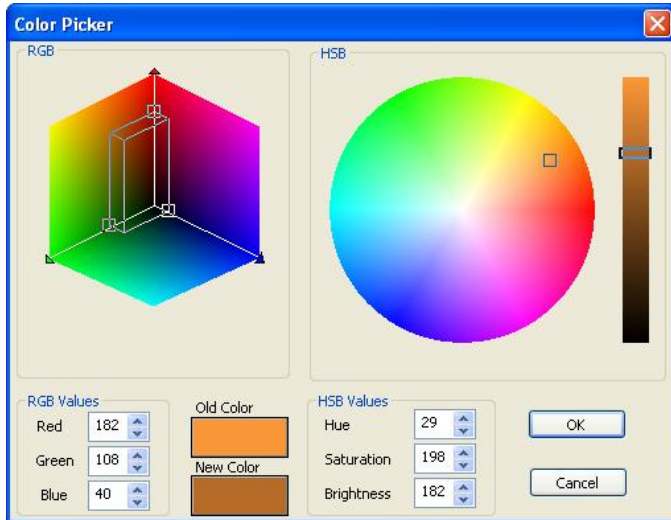 Color Picker
RGB
HSB
RGB Values
Red 182
Green 108
Blue 40
Old Color
New Color
HSB Values
Hue 29
Saturation 198
Brightness 182
OK
Cancel